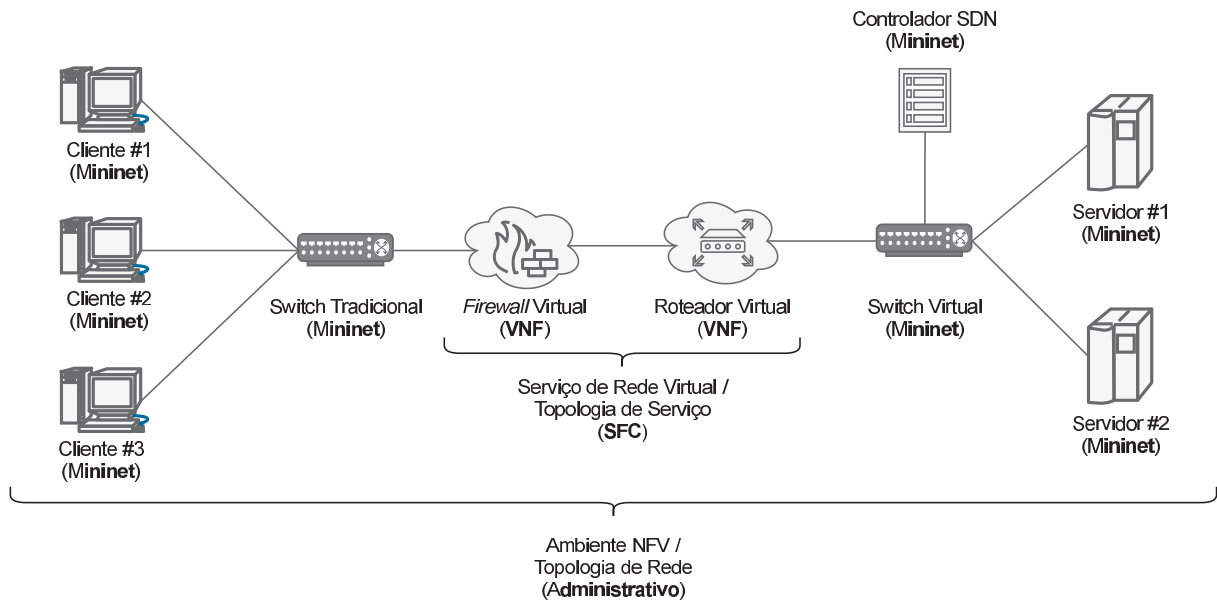 Controlador SDN
(Mininet)
Cliente #1
(Mininet)
Cliente #2
(Mininet)
Cliente #3
(Mininet)
Switch Tradicional
(Mininet)
Firewall Virtual
(VNF)
Roteador Virtual
(VNF)
Switch Virtual
(Mininet)
Servidor #1
(Mininet)
Servidor #2
(Mininet)
Serviço de Rede Virtual /
Topologia de Serviço
(SFC)
Ambiente NFV /
Topologia de Rede
(Administrativo)